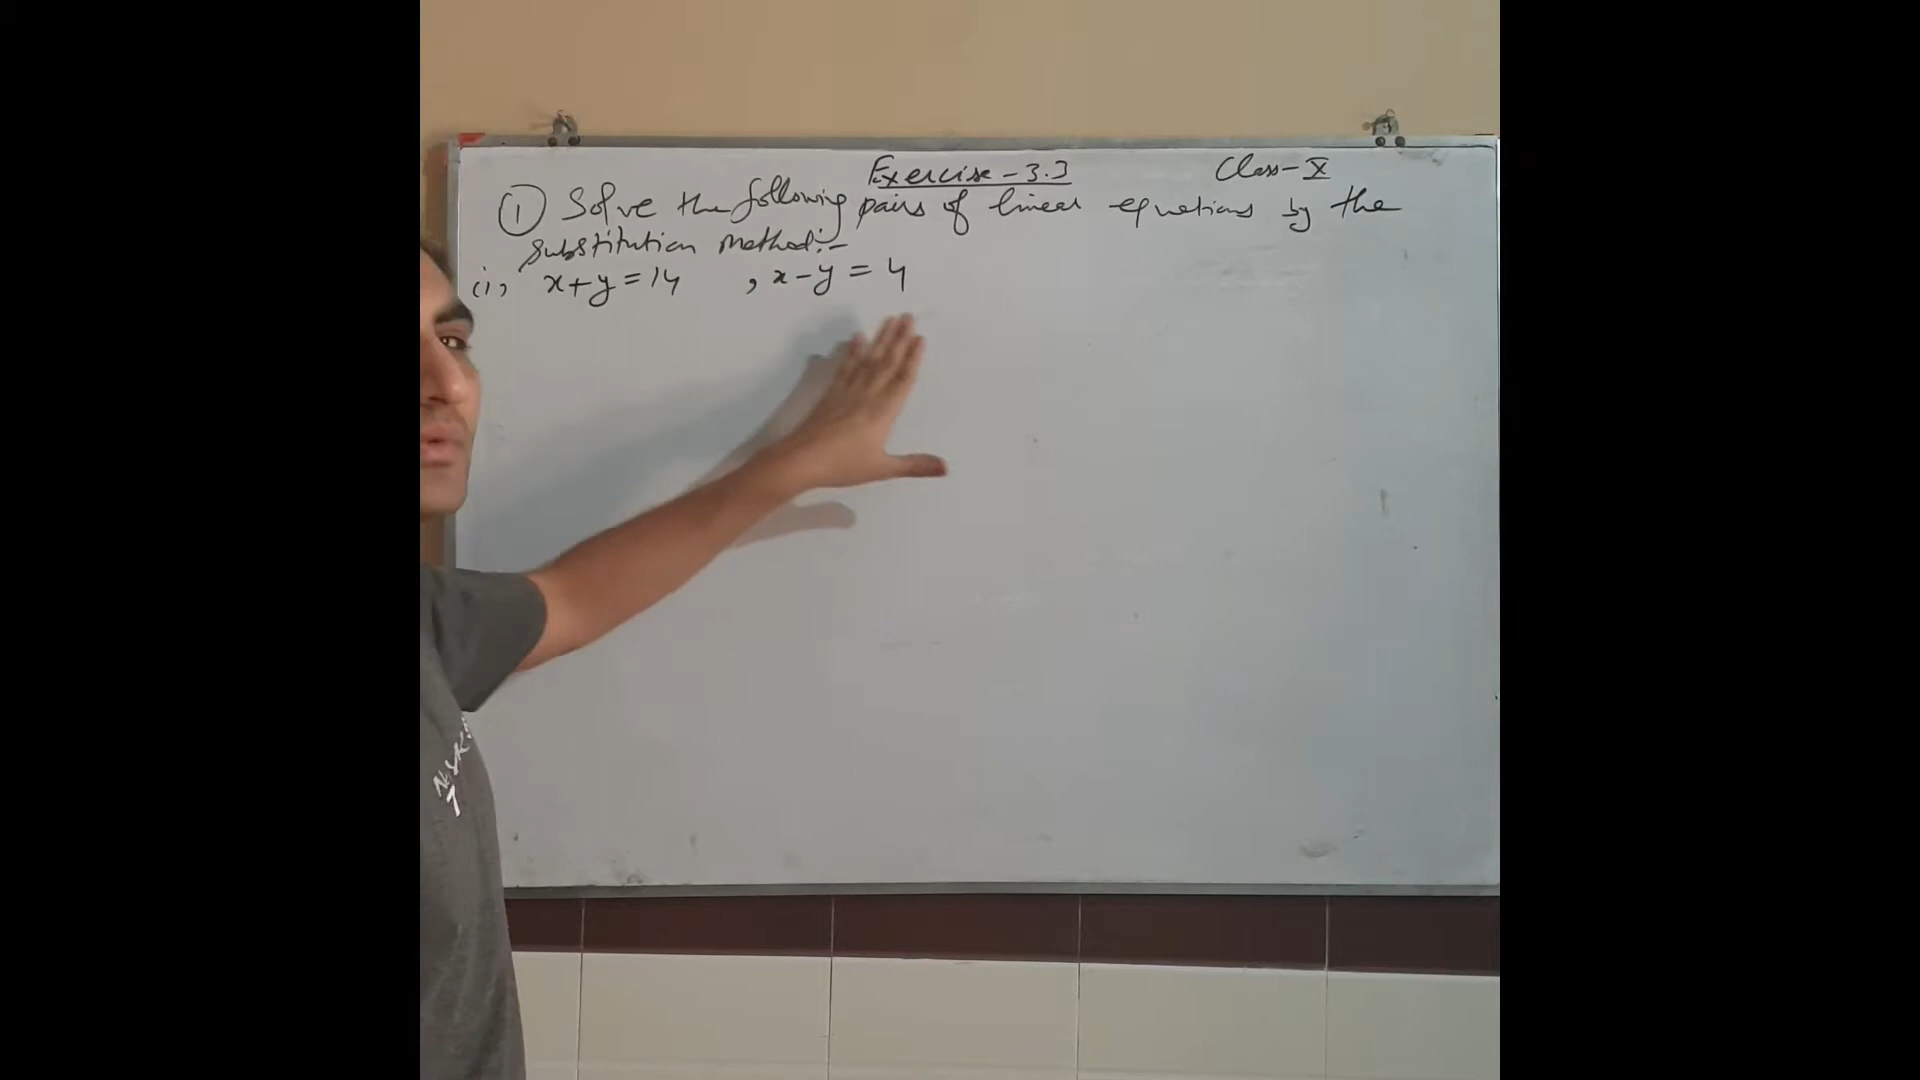 Exercise - 3.3 Class - X
① Solve the following pairs of linear equations by the
substitution method:-
(i) x+y=14 , x-y=4